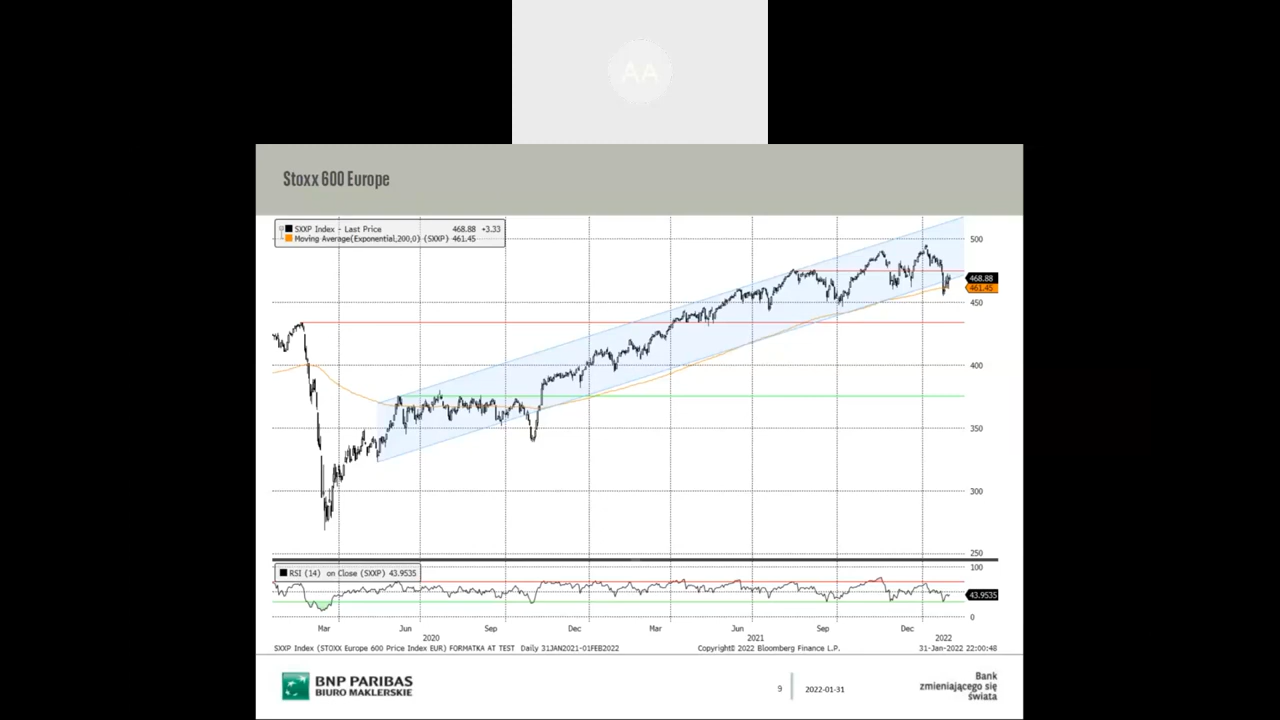 AA
Stoxx 600 Europe
SXXP Index - Last Price 468.88 +3.33
Moving Average(Exponential,200,0) (SXXP) 461.45
500
468.88
461.45
450
400
350
300
250
RSI (14) on Close (SXXP) 43.9535
100
43.9535
0
Mar Jun Sep Dec Mar Jun Sep Dec
2020 2021 2022
SXXP Index (STOXX Europe 600 Price Index EUR) FORMATKA AT TEST Daily 31JAN2021-01FEB2022 Copyright© 2022 Bloomberg Finance L.P. 31-Jan-2022 22:00:48
BNP PARIBAS
BIURO MAKLERSKIE
9 2022-01-31
Bank
zmieniającego się
świata